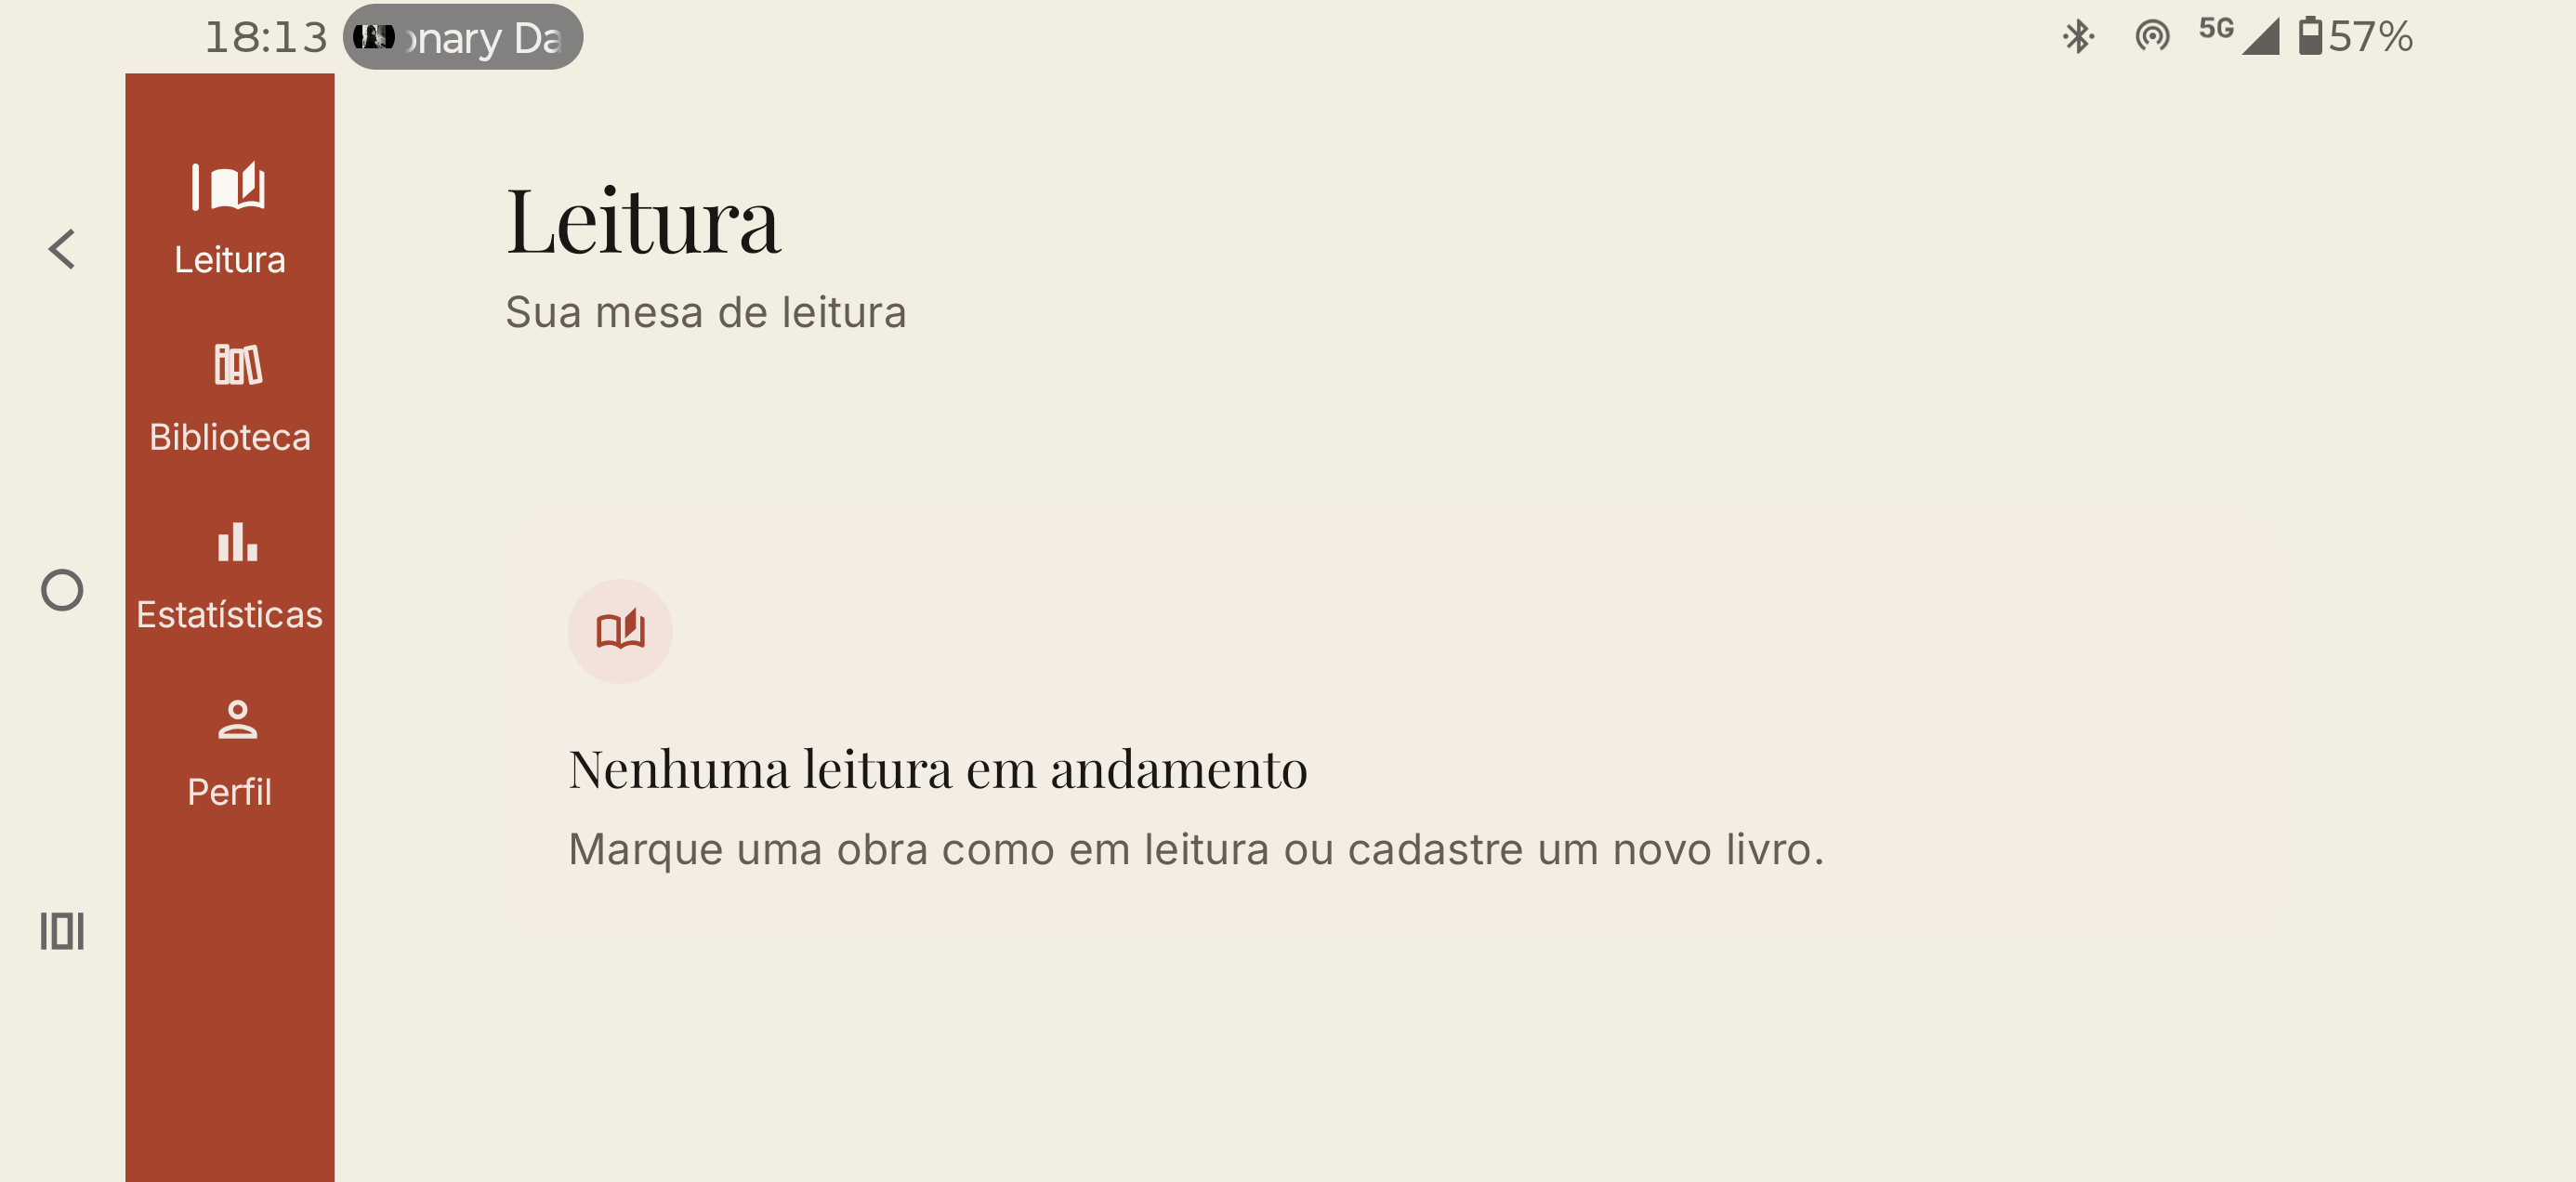 18:13
5G 57%
Leitura
Biblioteca
Estatísticas
Perfil
Leitura
Sua mesa de leitura
Nenhuma leitura em andamento
Marque uma obra como em leitura ou cadastre um novo livro.